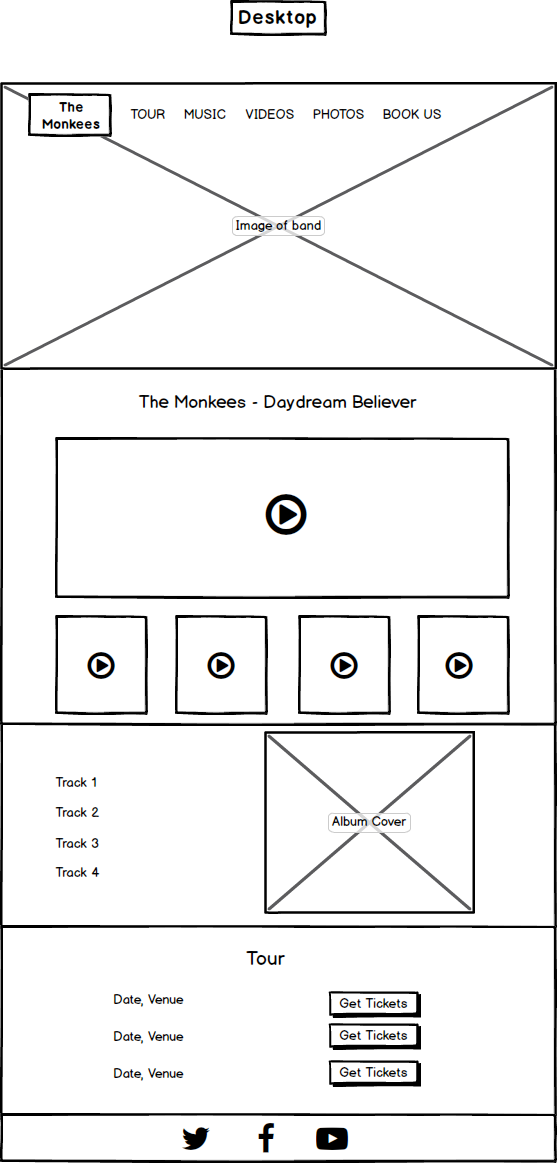 Desktop
The
Monkees
TOUR MUSIC VIDEOS PHOTOS BOOK US
Image of band
The Monkees - Daydream Believer
Track 1
Track 2
Track 3
Track 4
Album Cover
Tour
Date, Venue Get Tickets
Date, Venue Get Tickets
Date, Venue Get Tickets